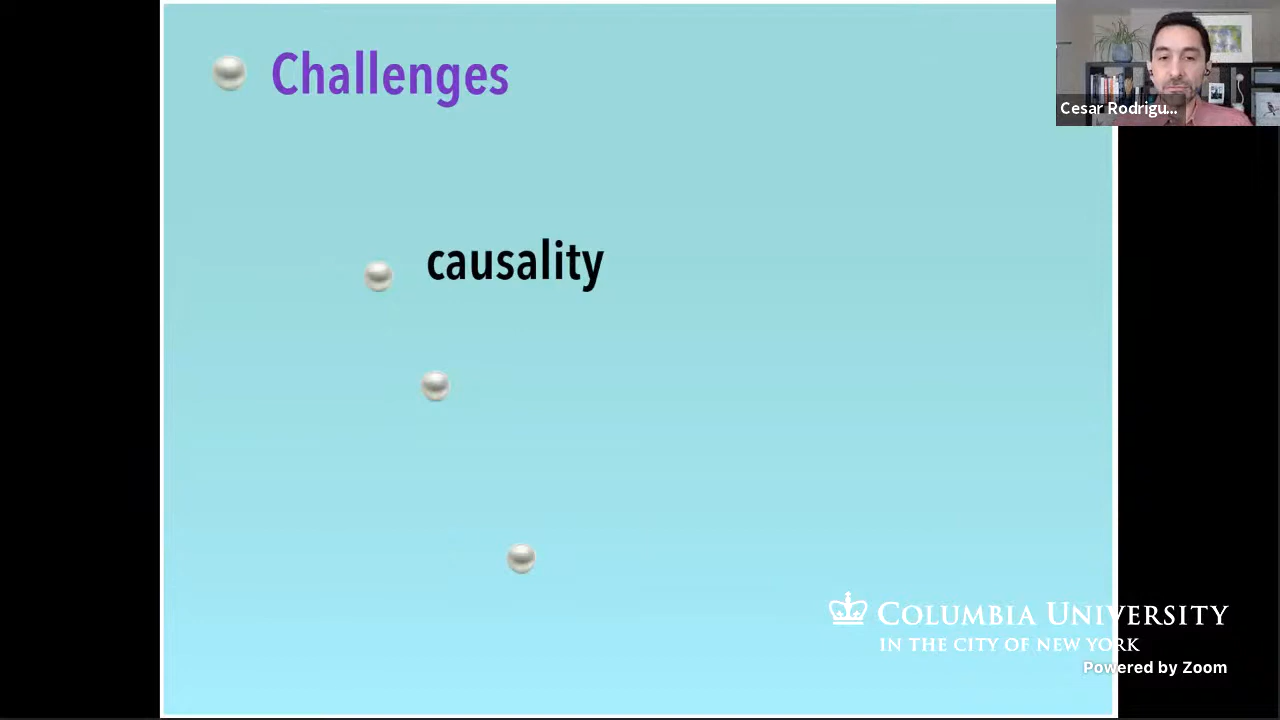 Challenges
Cesar Rodrigu...
causality
COLUMBIA UNIVERSITY
IN THE CITY OF NEW YORK
Powered by Zoom